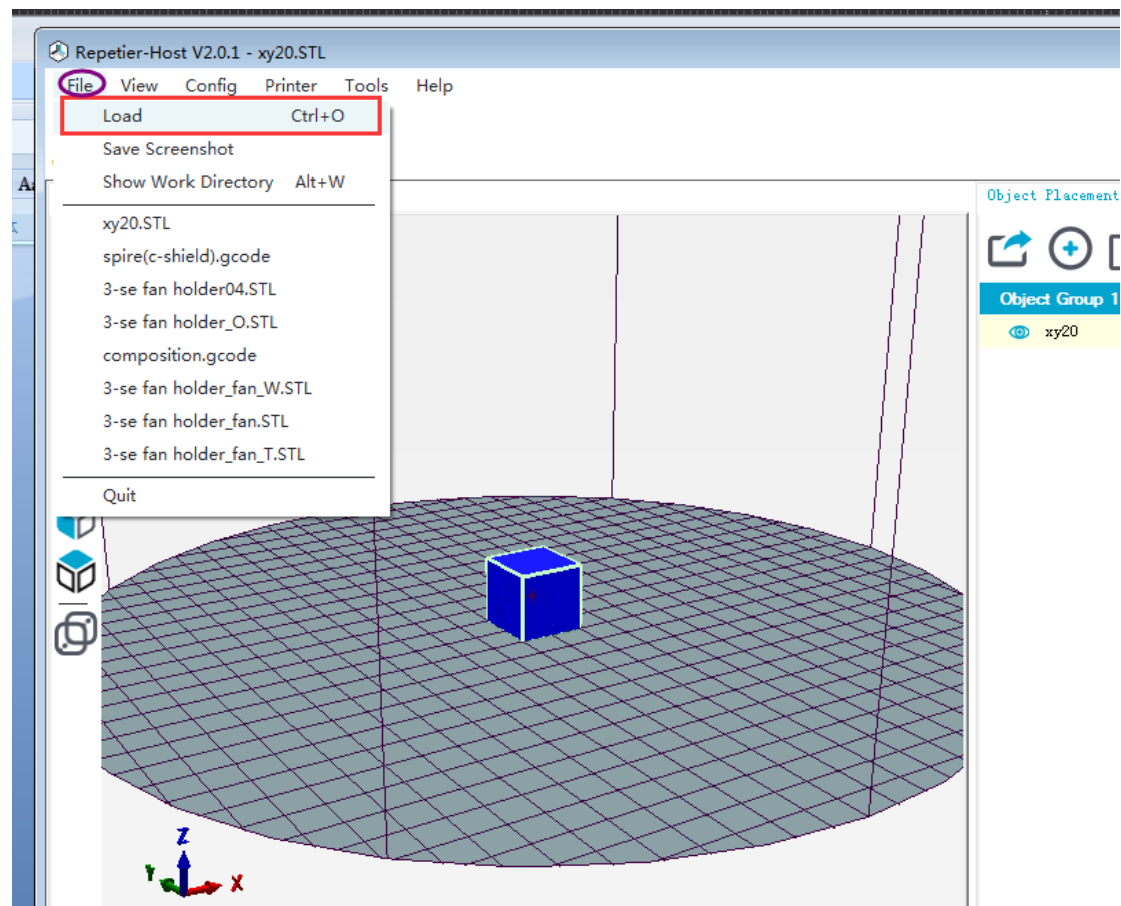 Repetier-Host V2.0.1 - xy20.STL
File View Config Printer Tools Help
Load Ctrl+O
Save Screenshot
Show Work Directory Alt+W
xy20.STL
spire(c-shield).gcode
3-se fan holder04.STL
3-se fan holder_O.STL
composition.gcode
3-se fan holder_fan_W.STL
3-se fan holder_fan.STL
3-se fan holder_fan_T.STL
Quit
Object Placement
Object Group 1
xy20
Z
Y
X